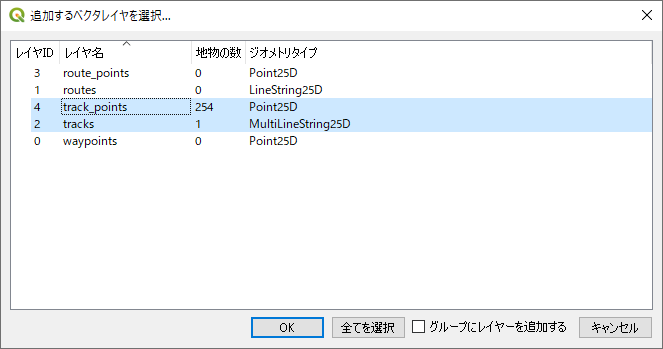 追加するベクタレイヤを選択...
レイヤID レイヤ名 地物の数 ジオメトリタイプ
3 route_points 0 Point25D
1 routes 0 LineString25D
4 track_points 254 Point25D
2 tracks 1 MultiLineString25D
0 waypoints 0 Point25D
OK 全てを選択 グループにレイヤーを追加する キャンセル